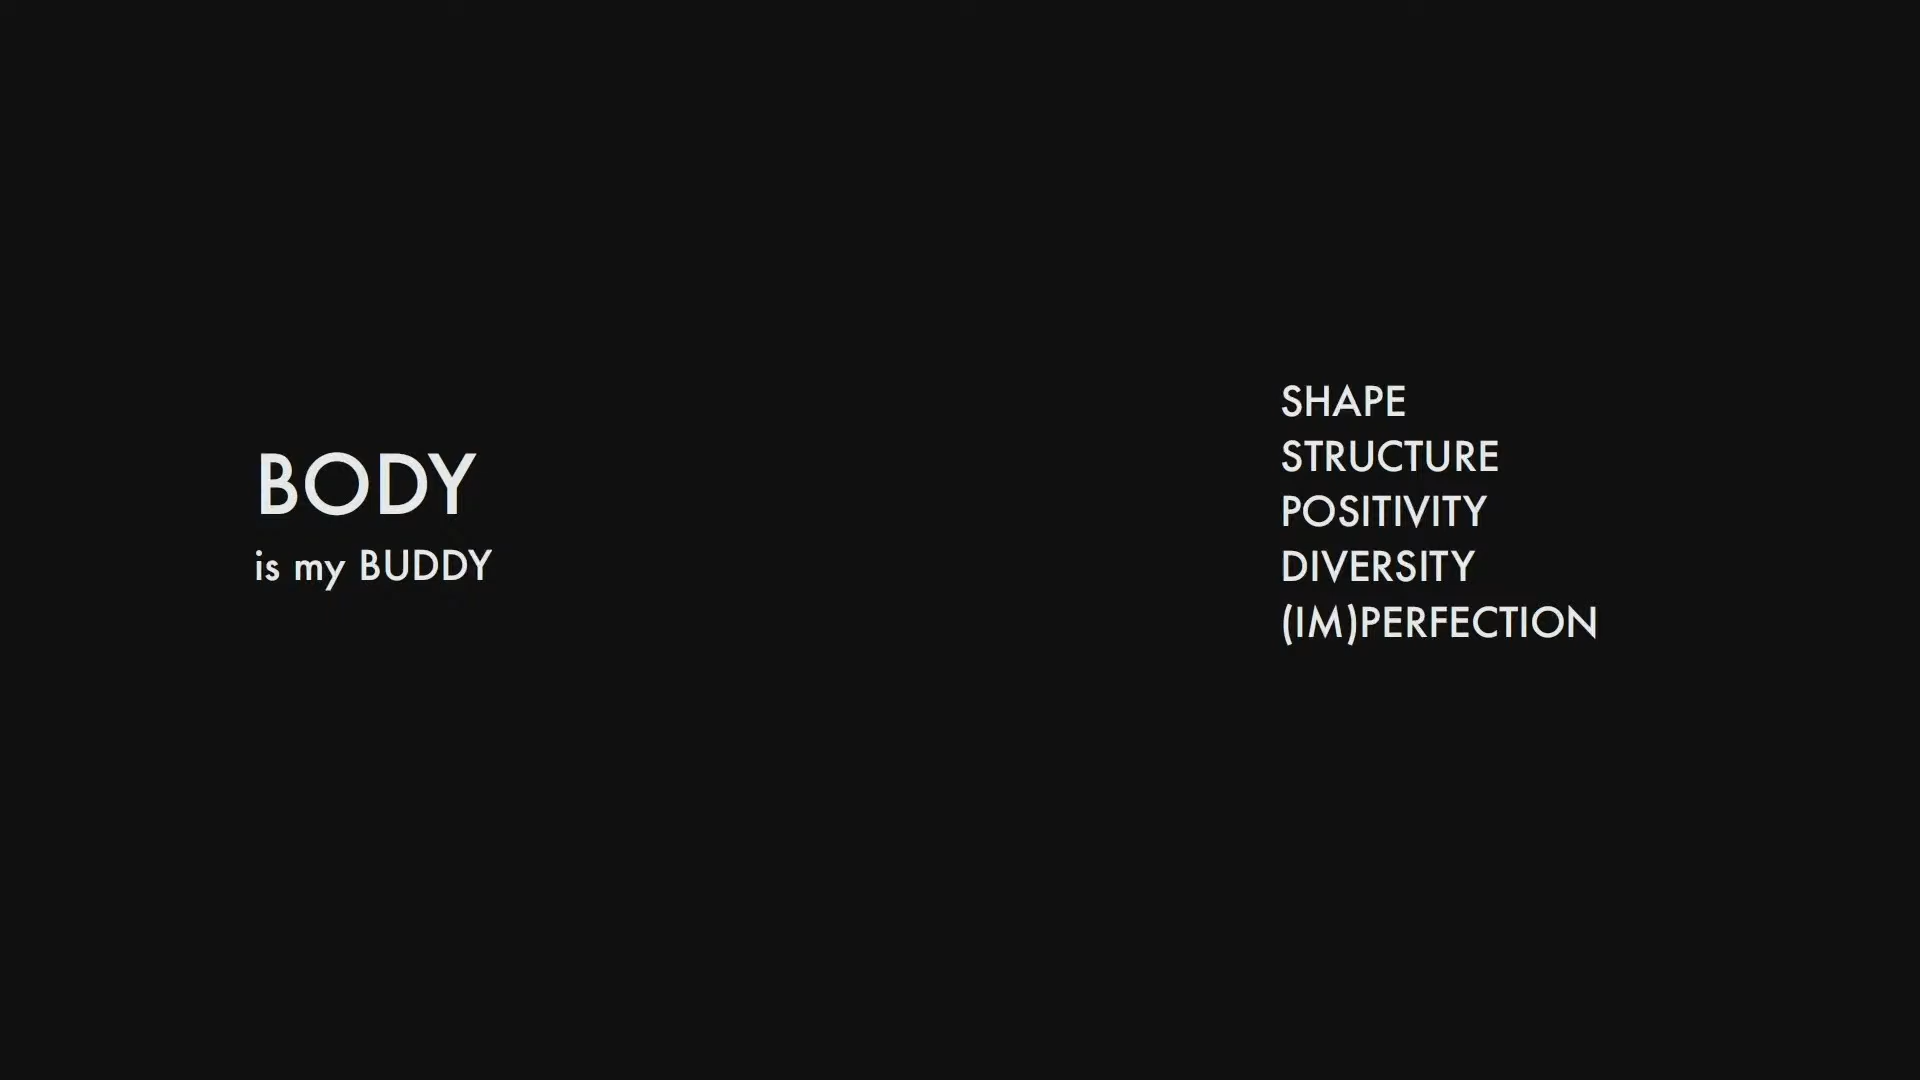 BODY
is my BUDDY
SHAPE
STRUCTURE
POSITIVITY
DIVERSITY
(IM)PERFECTION